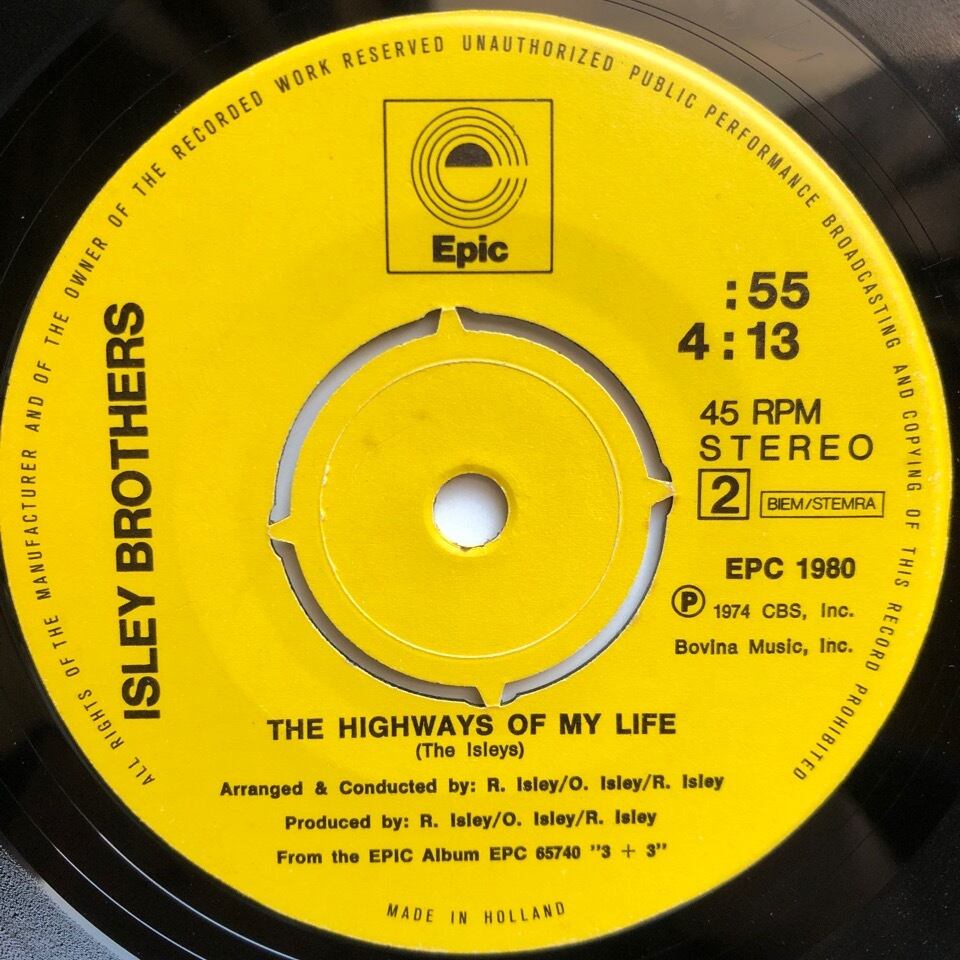 ALL RIGHTS OF THE MANUFACTURER AND OF THE OWNER OF THE RECORDED WORK RESERVED UNAUTHORIZED PUBLIC PERFORMANCE BROADCASTING AND COPYING OF THIS RECORD PROHIBITED
e
Epic
ISLEY BROTHERS
:55
4:13
45 RPM
STEREO
2 BIEM/STEMRA
EPC 1980
Ⓟ 1974 CBS, Inc.
Bovina Music, Inc.
THE HIGHWAYS OF MY LIFE
(The Isleys)
Arranged & Conducted by: R. Isley/O. Isley/R. Isley
Produced by: R. Isley/O. Isley/R. Isley
From the EPIC Album EPC 65740 "3 + 3"
MADE IN HOLLAND